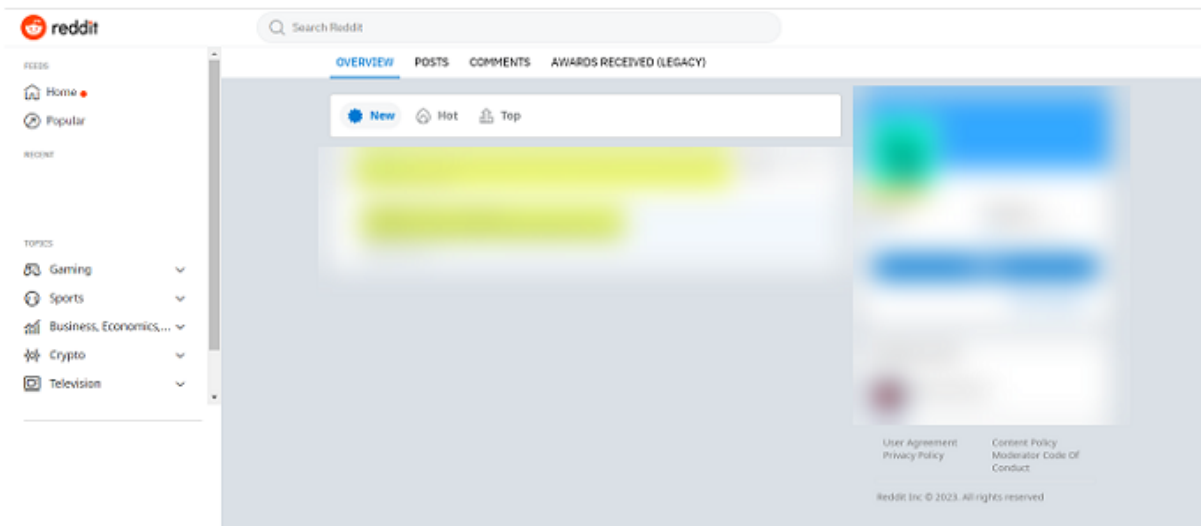 reddit
Search Reddit
FEEDS
Home
Popular
RECENT
TOPICS
Gaming
Sports
Business, Economics,...
Crypto
Television
OVERVIEW POSTS COMMENTS AWARDS RECEIVED (LEGACY)
New Hot Top
User Agreement Content Policy
Privacy Policy Moderator Code Of
Conduct
Reddit Inc © 2023. All rights reserved